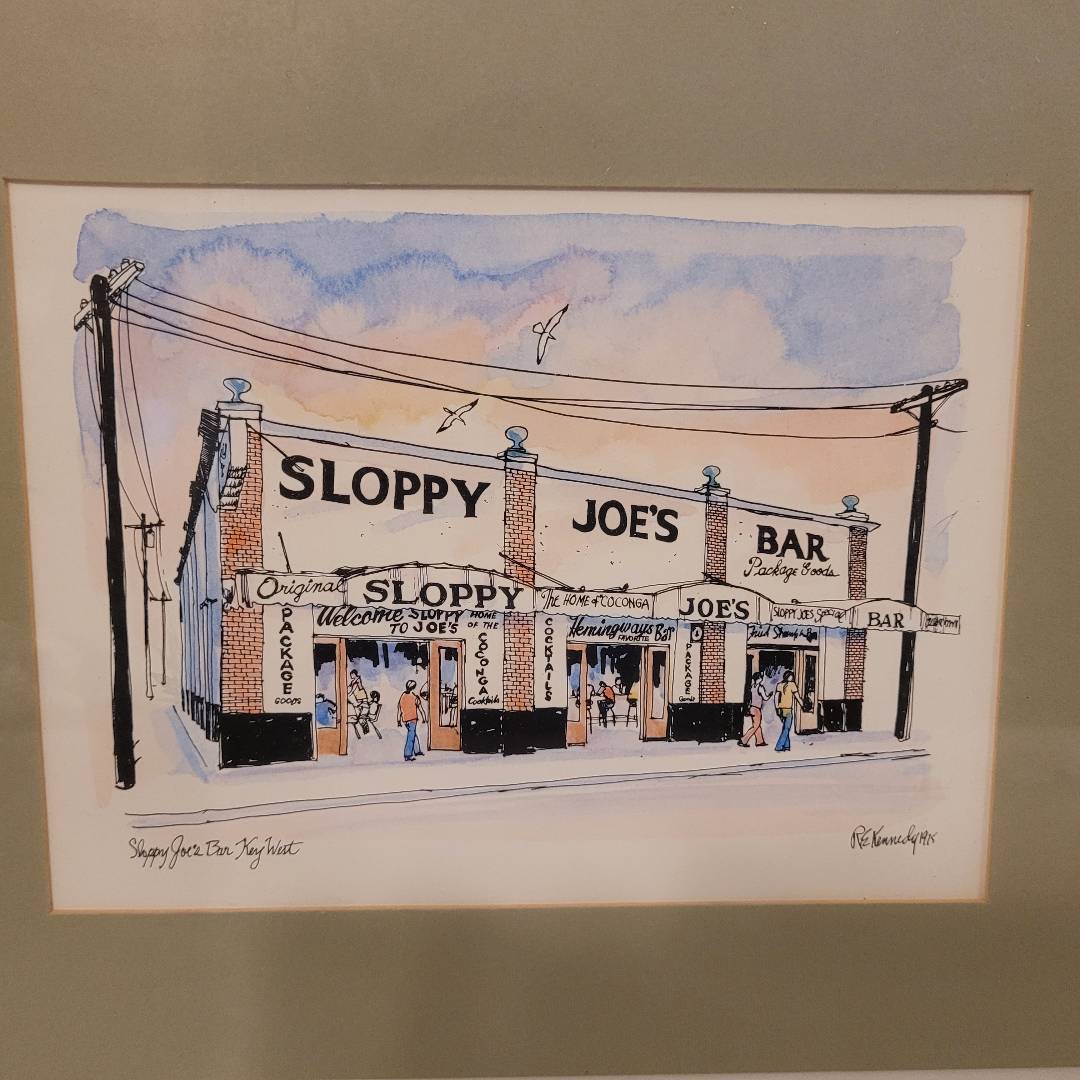 SLOPPY
JOE'S
BAR
Package Goods
Original
SLOPPY
The HOME of COCONGA
JOE'S
SLOPPY JOES Special
BAR
Welcome SLOPPY
TO JOE'S
HOME
OF THE
COCONGA
Cocktails
PACKAGE
GOODS
COCKTAILS
Hemingways Bar
FAVORITE
PACKAGE
Goods
Sloppy Joe's Bar Key West
RE Kennedy